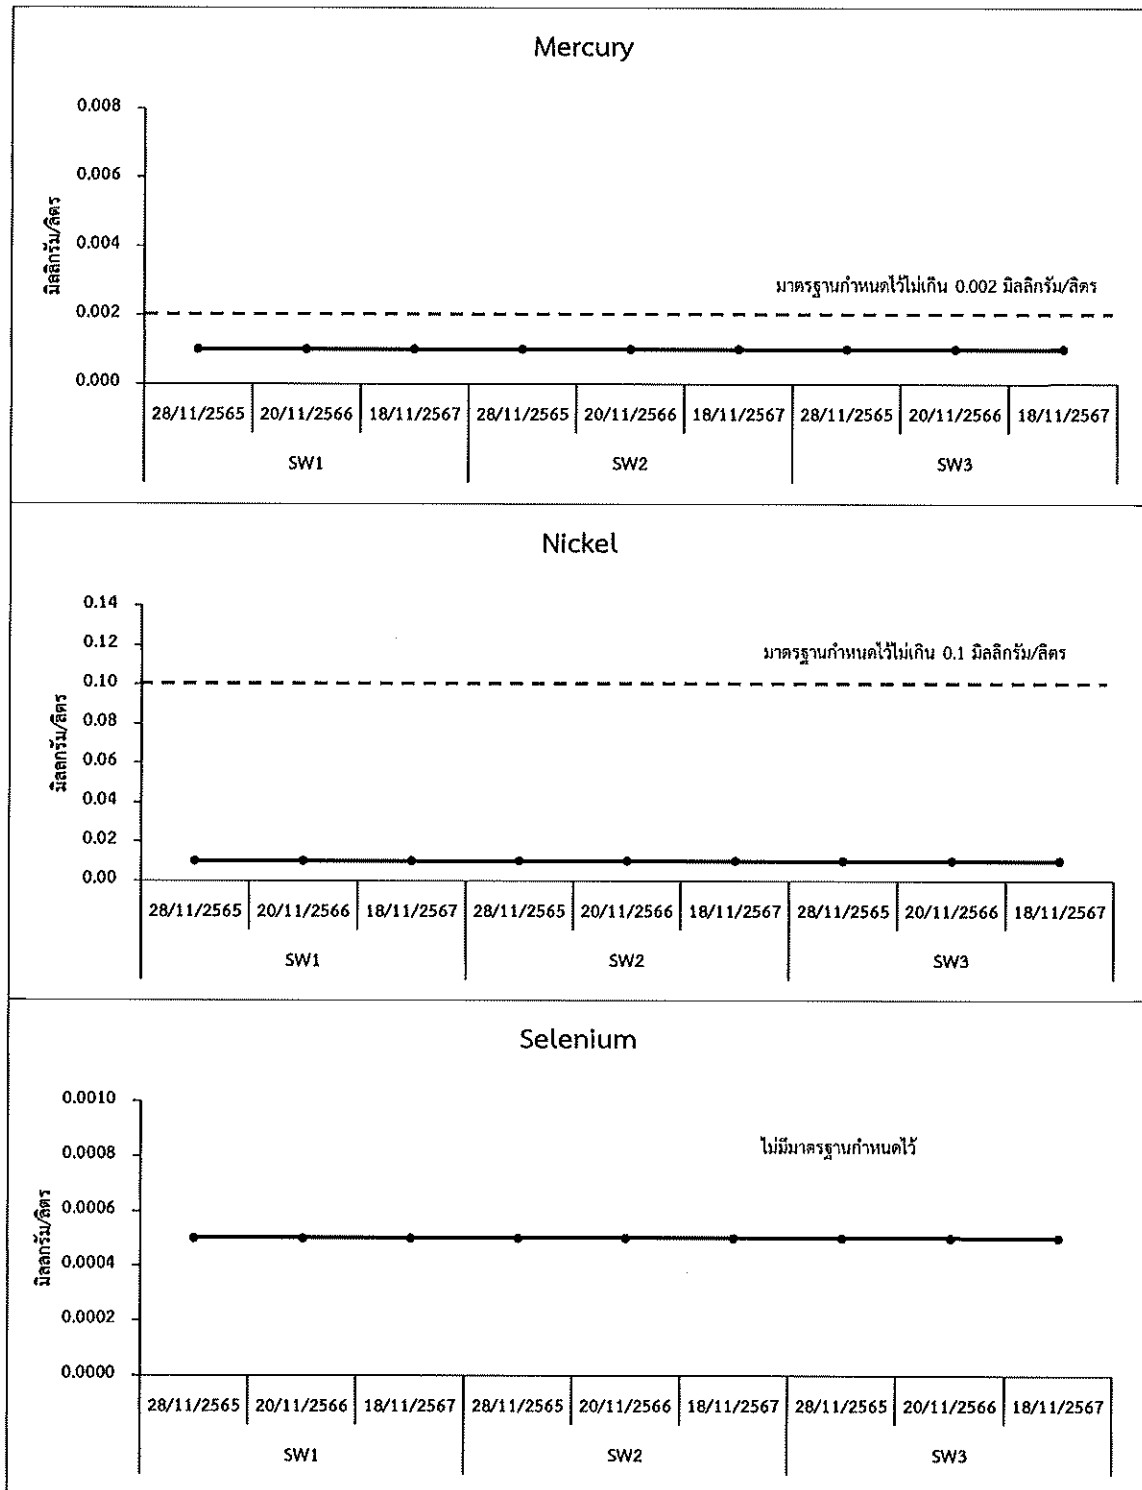 Mercury
0.008
0.006
0.004
0.002
0.000
มิลลิกรัม/ลิตร
มาตรฐานกำหนดไว้ไม่เกิน 0.002 มิลลิกรัม/ลิตร
28/11/2565 20/11/2566 18/11/2567 28/11/2565 20/11/2566 18/11/2567 28/11/2565 20/11/2566 18/11/2567
SW1 SW2 SW3
Nickel
0.14
0.12
0.10
0.08
0.06
0.04
0.02
0.00
มิลลกรัม/ลิตร
มาตรฐานกำหนดไว้ไม่เกิน 0.1 มิลลิกรัม/ลิตร
28/11/2565 20/11/2566 18/11/2567 28/11/2565 20/11/2566 18/11/2567 28/11/2565 20/11/2566 18/11/2567
SW1 SW2 SW3
Selenium
0.0010
0.0008
0.0006
0.0004
0.0002
0.0000
มิลลกรัม/ลิตร
ไม่มีมาตรฐานกำหนดไว้
28/11/2565 20/11/2566 18/11/2567 28/11/2565 20/11/2566 18/11/2567 28/11/2565 20/11/2566 18/11/2567
SW1 SW2 SW3